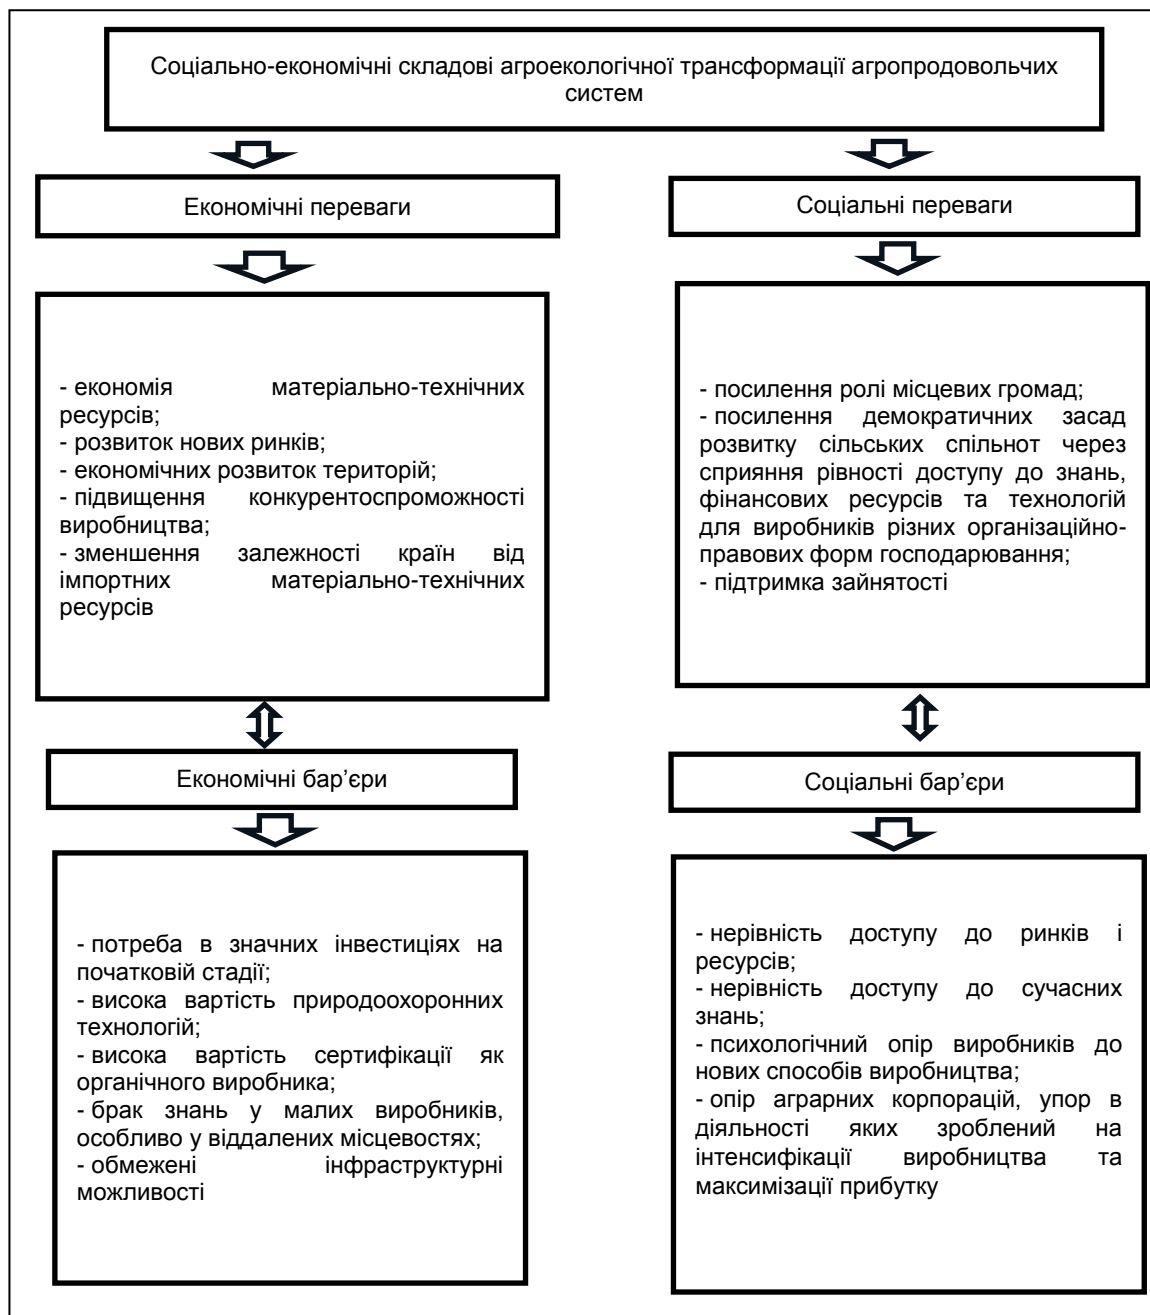 Соціально-економічні складові агроекологічної трансформації агропродовольчих
систем
Економічні переваги
Соціальні переваги
- економія матеріально-технічних
ресурсів;
- розвиток нових ринків;
- економічних розвиток територій;
- підвищення конкурентоспроможності
виробництва;
- зменшення залежності країн від
імпортних матеріально-технічних
ресурсів
- посилення ролі місцевих громад;
- посилення демократичних засад
розвитку сільських спільнот через
сприяння рівності доступу до знань,
фінансових ресурсів та технологій
для виробників різних організаційно-
правових форм господарювання;
- підтримка зайнятості
Економічні бар’єри
Соціальні бар’єри
- потреба в значних інвестиціях на
початковій стадії;
- висока вартість природоохоронних
технологій;
- висока вартість сертифікації як
органічного виробника;
- брак знань у малих виробників,
особливо у віддалених місцевостях;
- обмежені інфраструктурні
можливості
- нерівність доступу до ринків і
ресурсів;
- нерівність доступу до сучасних
знань;
- психологічний опір виробників до
нових способів виробництва;
- опір аграрних корпорацій, упор в
діяльності яких зроблений на
інтенсифікації виробництва та
максимізації прибутку